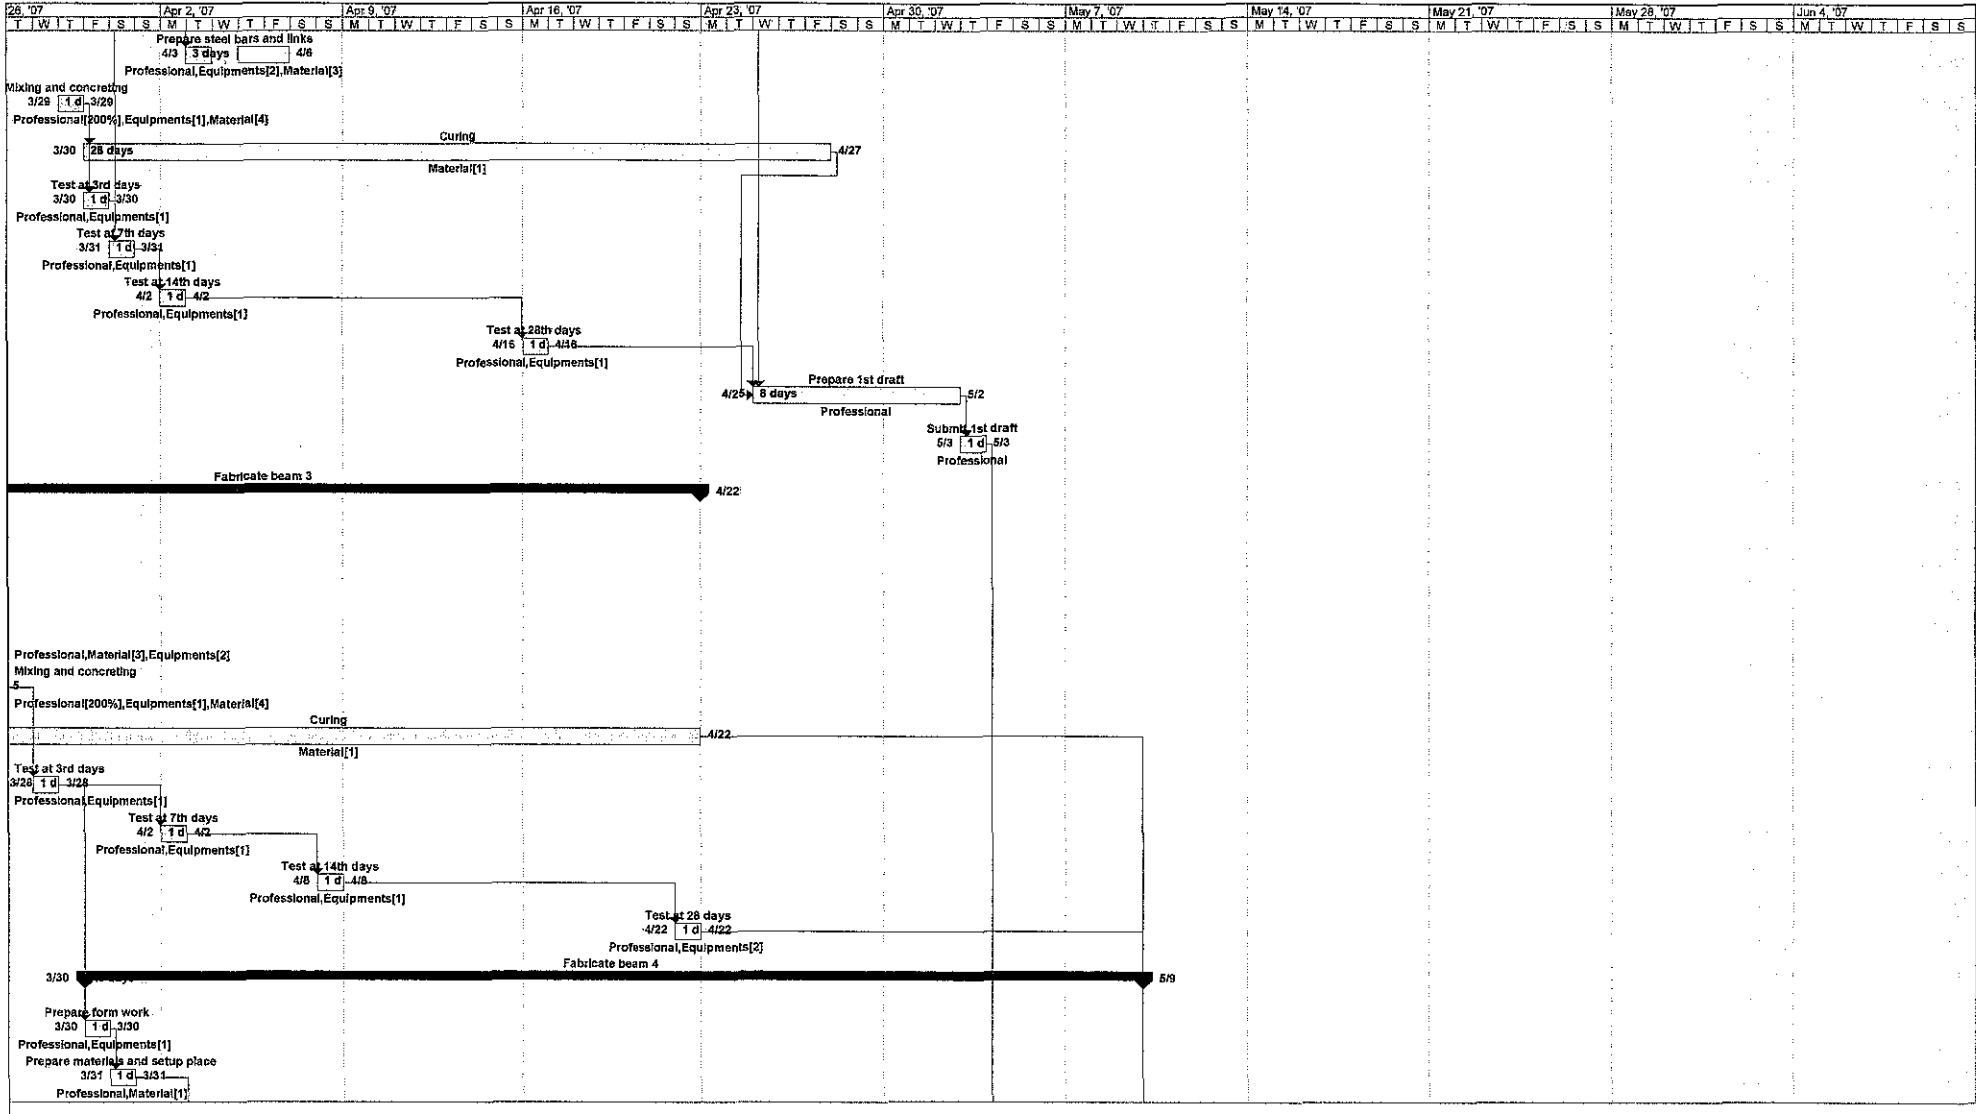 26, '07 Apr 2, '07 Apr 9, '07 Apr 16, '07 Apr 23, '07 Apr 30, '07 May 7, '07 May 14, '07 May 21, '07 May 28, '07 Jun 4, '07
T W T F S S M T W T F S S M T W T F S S M T W T F S S M T W T F S S M T W T F S S M T W T F S S M T W T F S S M T W T F S S M T W T F S S M T W T F S S
Prepare steel bars and links
4/3 3 days 4/6
Professional,Equipments[2],Material[3]
Mixing and concreting
3/29 1 d 3/29
Professional[200%],Equipments[1],Material[4]
Curing
3/30 28 days 4/27
Material[1]
Test at 3rd days
3/30 1 d 3/30
Professional,Equipments[1]
Test at 7th days
3/31 1 d 3/31
Professional,Equipments[1]
Test at 14th days
4/2 1 d 4/2
Professional,Equipments[1]
Test at 28th days
4/16 1 d 4/16
Professional,Equipments[1]
Prepare 1st draft
4/25 8 days 5/2
Professional
Submit 1st draft
5/3 1 d 5/3
Professional
Fabricate beam 3
4/22
Professional,Material[3],Equipments[2]
Mixing and concreting
5
Professional[200%],Equipments[1],Material[4]
Curing
4/22
Material[1]
Test at 3rd days
3/28 1 d 3/28
Professional,Equipments[1]
Test at 7th days
4/2 1 d 4/2
Professional,Equipments[1]
Test at 14th days
4/8 1 d 4/8
Professional,Equipments[1]
Test at 28 days
4/22 1 d 4/22
Professional,Equipments[2]
Fabricate beam 4
3/30 5/9
Prepare form work
3/30 1 d 3/30
Professional,Equipments[1]
Prepare materials and setup place
3/31 1 d 3/31
Professional,Material[1]